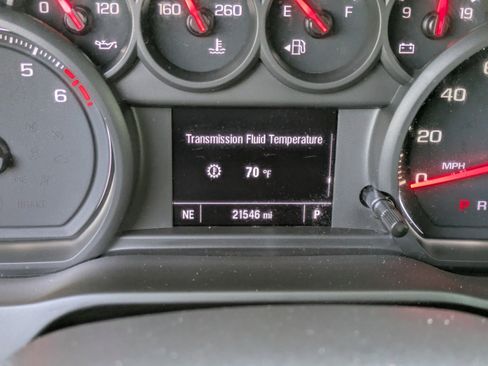 0 120 160 260 E F 9 19
5
6
Transmission Fluid Temperature
70 °F
NE 21546 mi P
60
40
20
0
MPH
P R